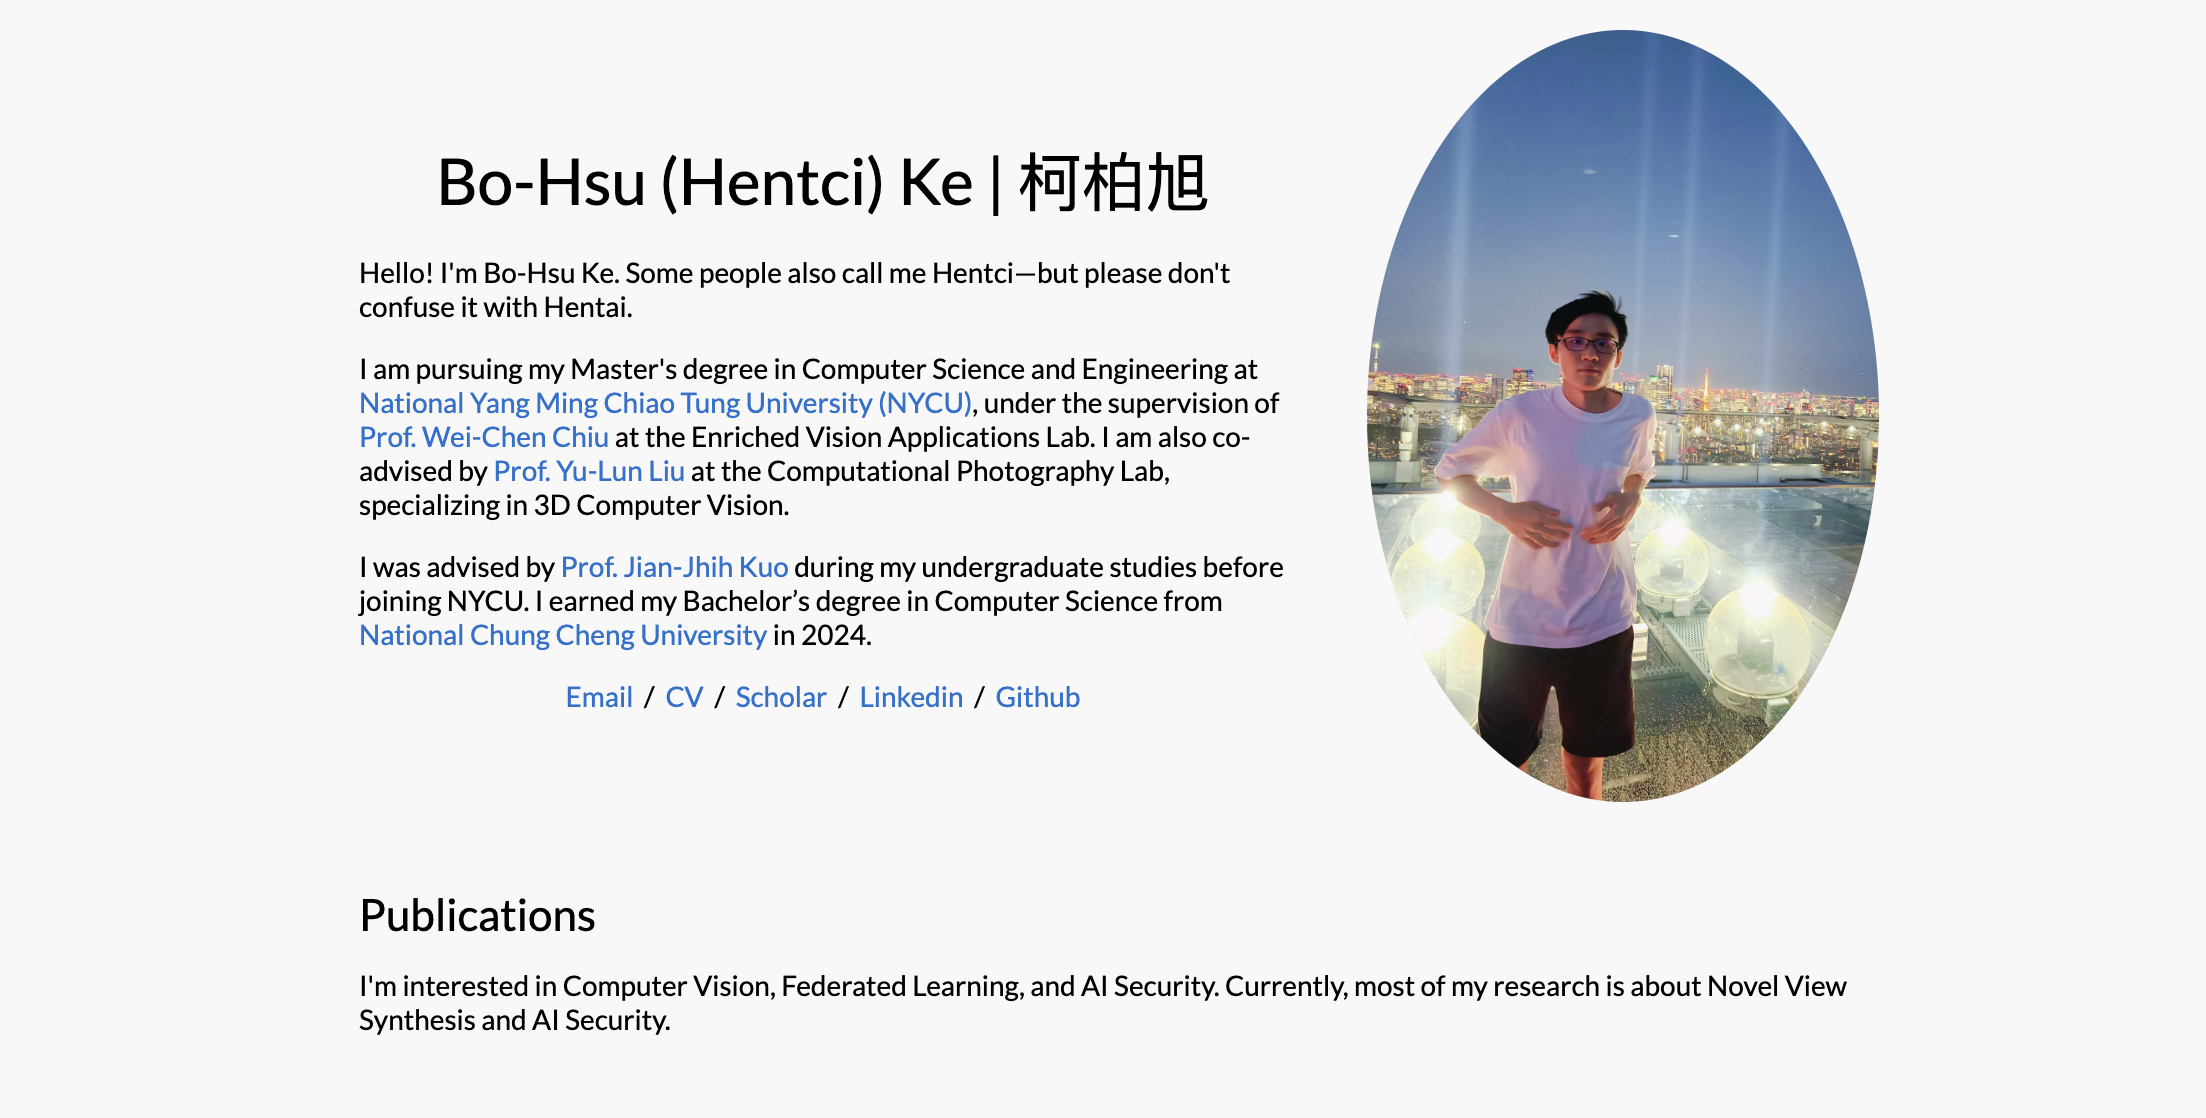 Bo-Hsu (Hentci) Ke | 柯柏旭
Hello! I'm Bo-Hsu Ke. Some people also call me Hentci—but please don't
confuse it with Hentai.
I am pursuing my Master's degree in Computer Science and Engineering at
National Yang Ming Chiao Tung University (NYCU), under the supervision of
Prof. Wei-Chen Chiu at the Enriched Vision Applications Lab. I am also co-
advised by Prof. Yu-Lun Liu at the Computational Photography Lab,
specializing in 3D Computer Vision.
I was advised by Prof. Jian-Jhih Kuo during my undergraduate studies before
joining NYCU. I earned my Bachelor’s degree in Computer Science from
National Chung Cheng University in 2024.
Email / CV / Scholar / Linkedin / Github
Publications
I'm interested in Computer Vision, Federated Learning, and AI Security. Currently, most of my research is about Novel View
Synthesis and AI Security.